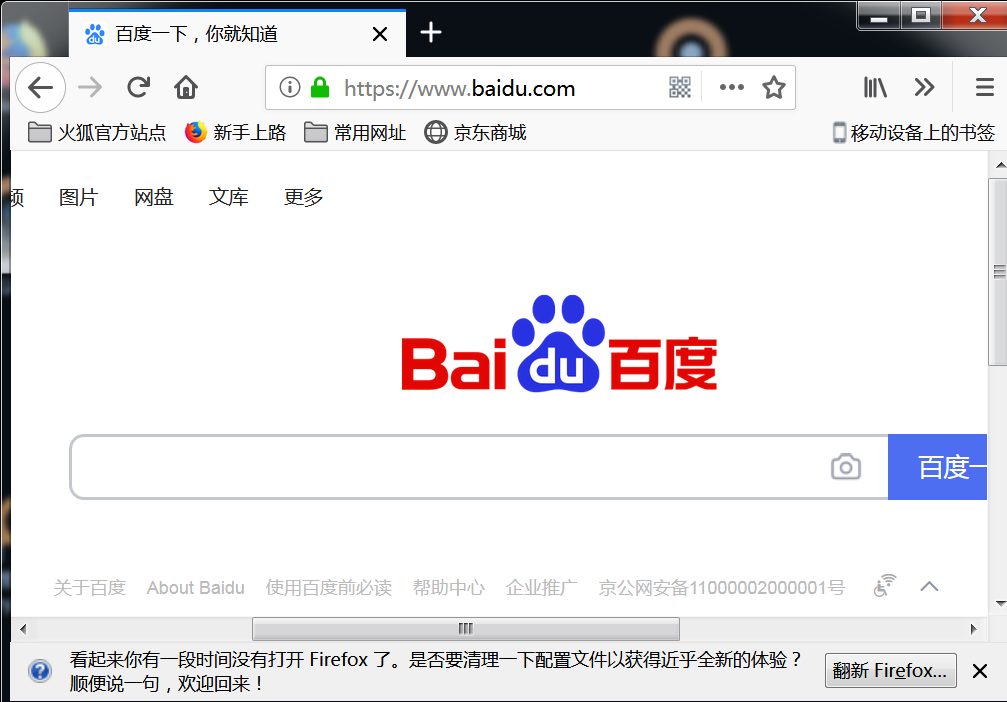 百度一下，你就知道
https://www.baidu.com
火狐官方站点 新手上路 常用网址 京东商城 移动设备上的书签
图片 网盘 文库 更多
Bai du 百度
百度一
关于百度 About Baidu 使用百度前必读 帮助中心 企业推广 京公网安备11000002000001号
看起来你有一段时间没有打开 Firefox 了。是否要清理一下配置文件以获得近乎全新的体验？
顺便说一句，欢迎回来！
翻新 Firefox...